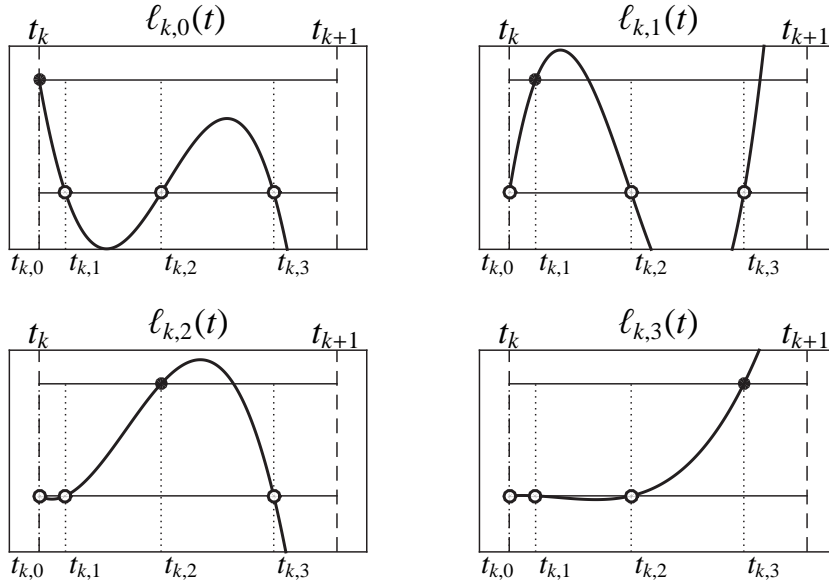 t_k ℓ_{k,0}(t) t_{k+1}
t_{k,0} t_{k,1} t_{k,2} t_{k,3}
t_k ℓ_{k,1}(t) t_{k+1}
t_{k,0} t_{k,1} t_{k,2} t_{k,3}
t_k ℓ_{k,2}(t) t_{k+1}
t_{k,0} t_{k,1} t_{k,2} t_{k,3}
t_k ℓ_{k,3}(t) t_{k+1}
t_{k,0} t_{k,1} t_{k,2} t_{k,3}